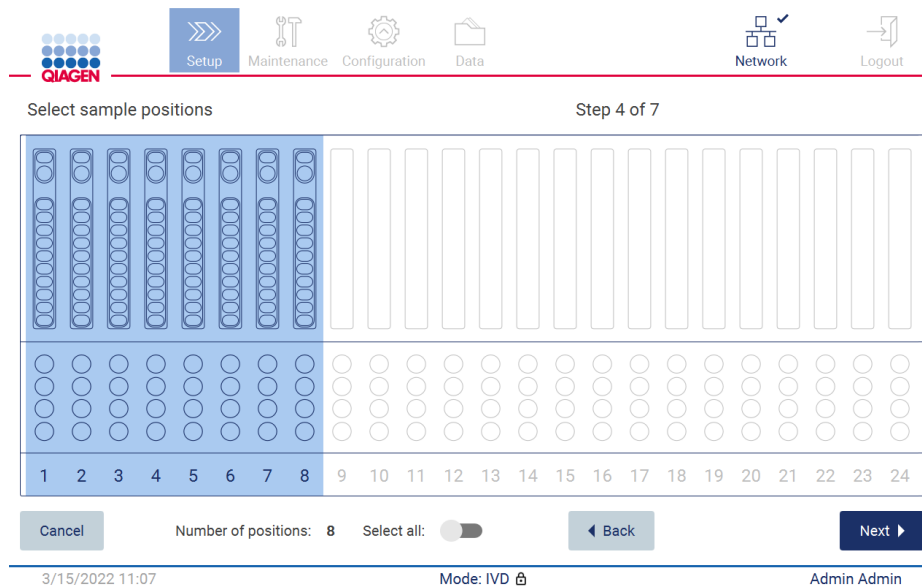 QIAGEN
Setup Maintenance Configuration Data Network Logout
Select sample positions Step 4 of 7
1 2 3 4 5 6 7 8 9 10 11 12 13 14 15 16 17 18 19 20 21 22 23 24
Cancel Number of positions: 8 Select all: Back Next
3/15/2022 11:07 Mode: IVD Admin Admin